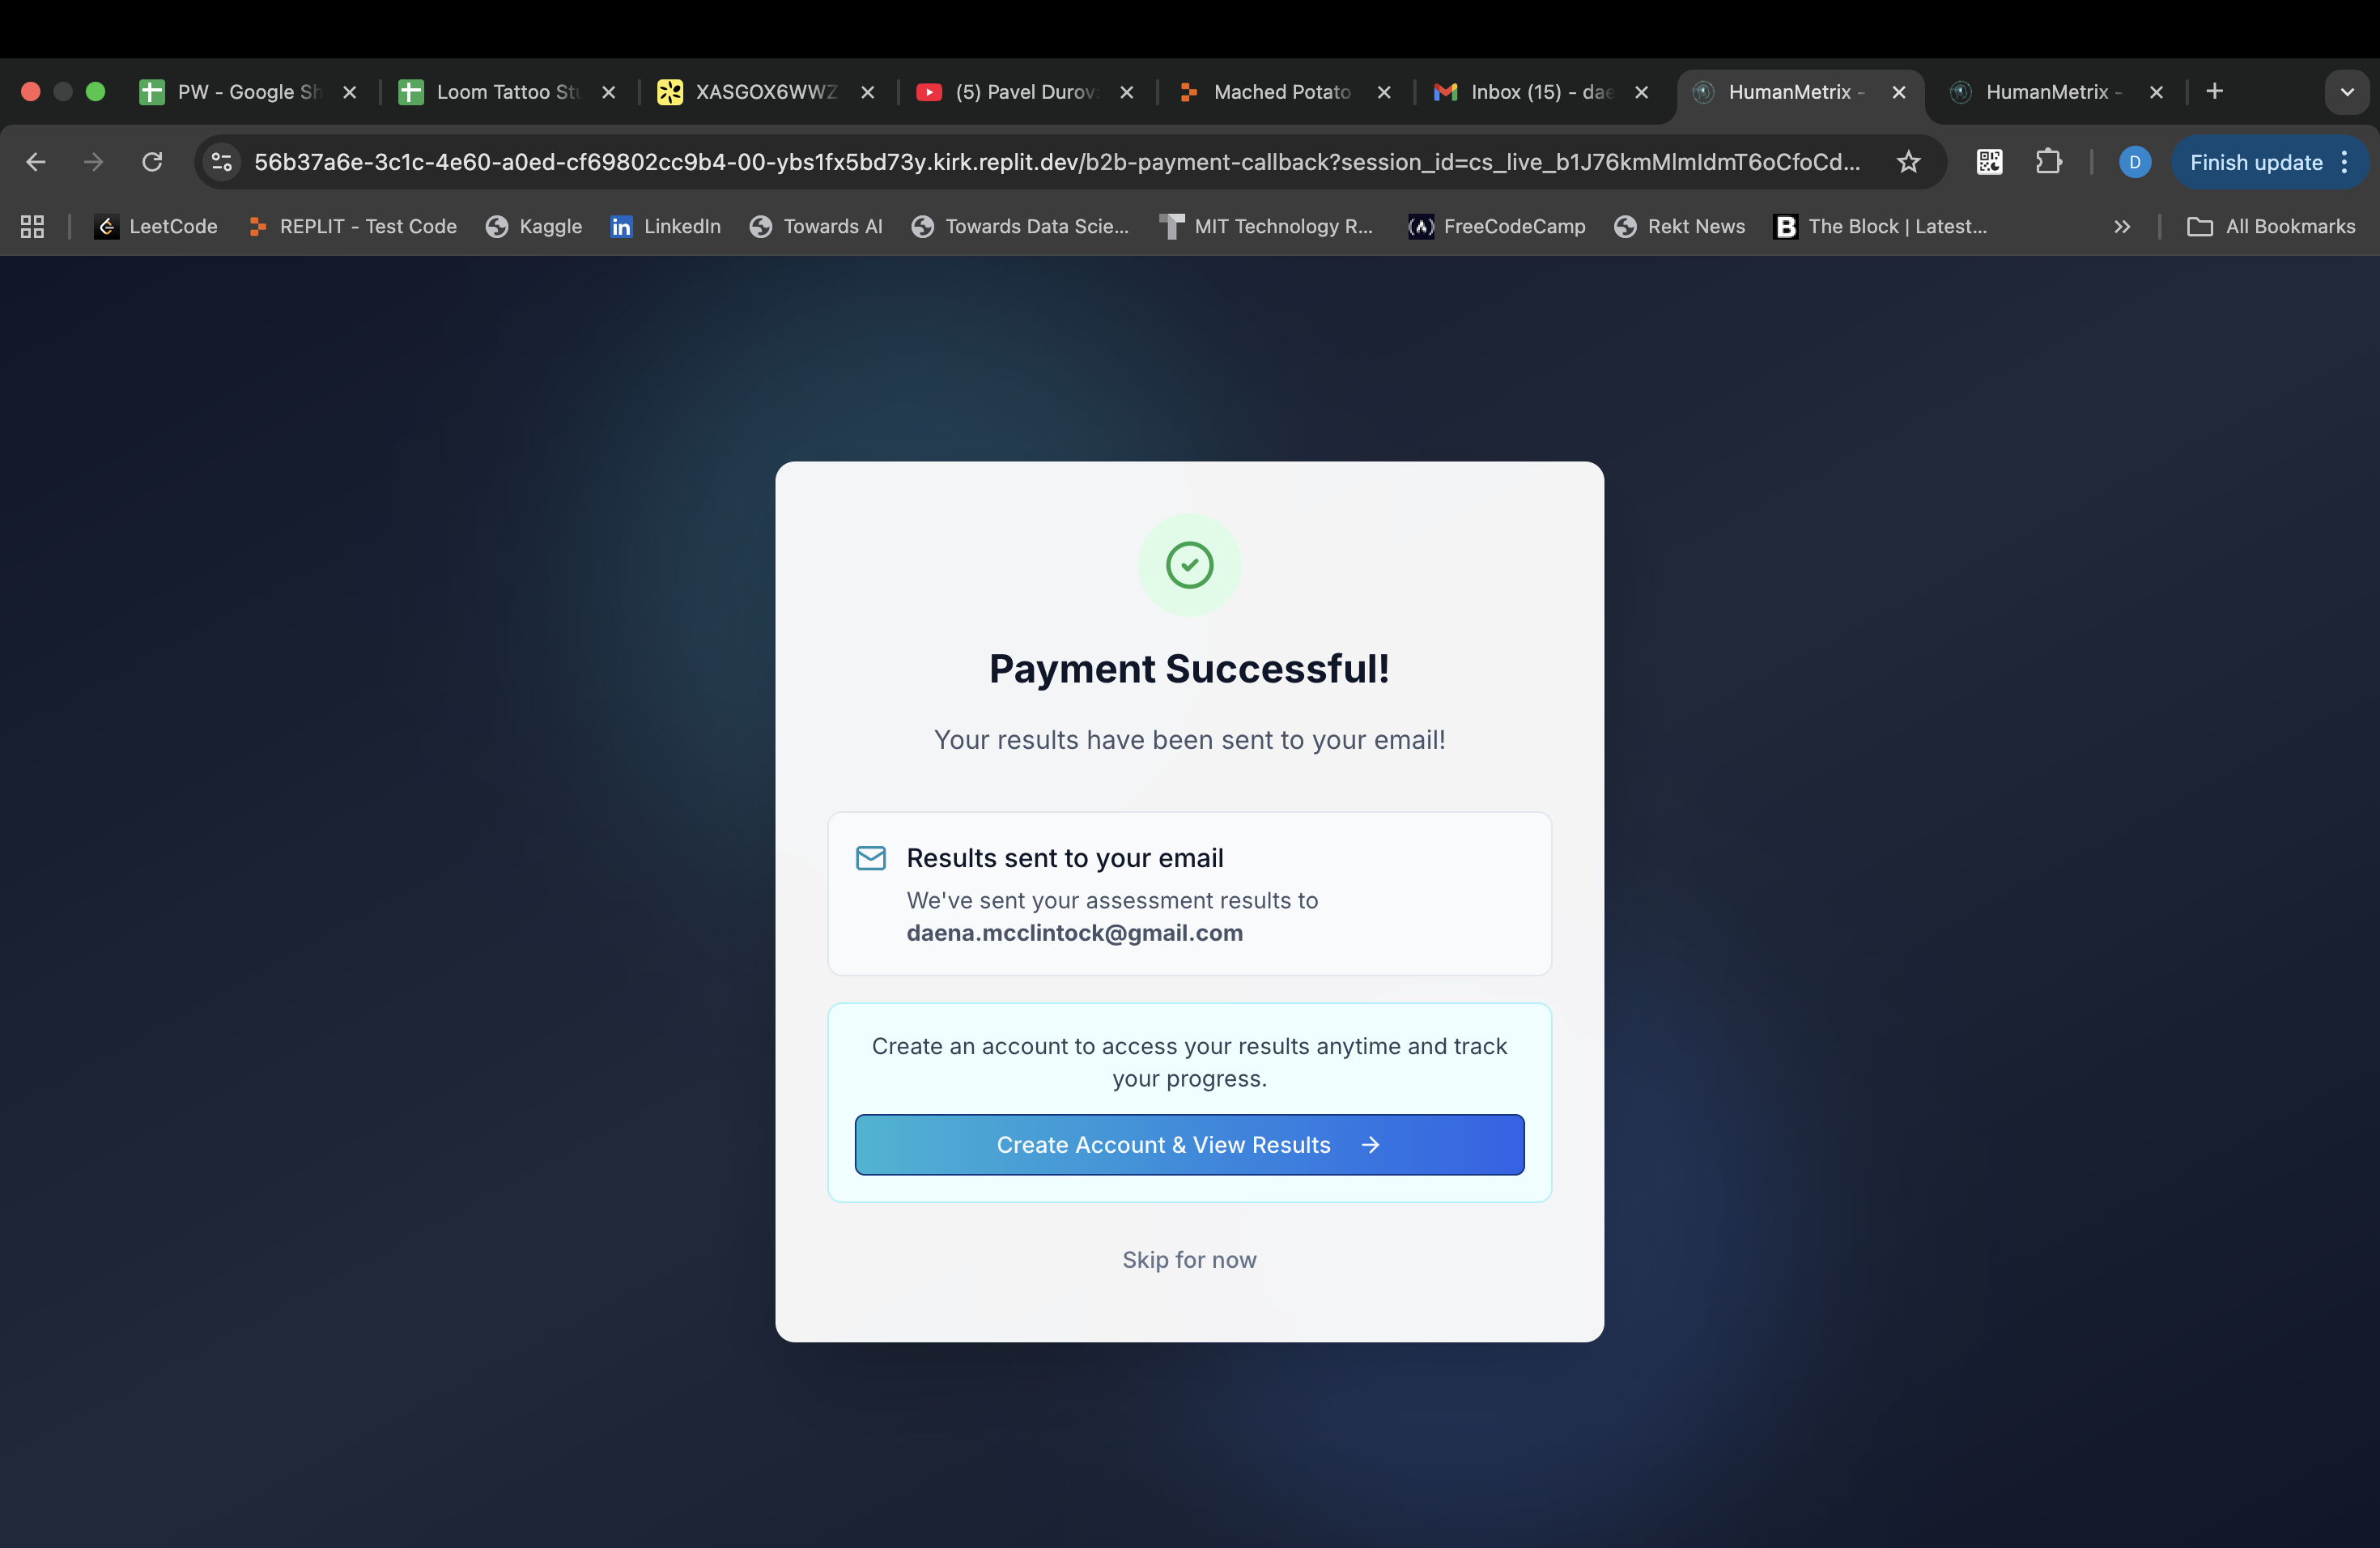 PW - Google Sh
Loom Tattoo Stu
XASGOX6WWZ
(5) Pavel Durov:
Mached Potato
Inbox (15) - dae
HumanMetrix -
HumanMetrix -
56b37a6e-3c1c-4e60-a0ed-cf69802cc9b4-00-ybs1fx5bd73y.kirk.replit.dev/b2b-payment-callback?session_id=cs_live_b1J76kmMlmIdmT6oCfoCd...
D
Finish update
LeetCode
REPLIT - Test Code
Kaggle
LinkedIn
Towards AI
Towards Data Scie...
MIT Technology R...
FreeCodeCamp
Rekt News
The Block | Latest...
All Bookmarks
Payment Successful!
Your results have been sent to your email!
Results sent to your email
We've sent your assessment results to
daena.mcclintock@gmail.com
Create an account to access your results anytime and track
your progress.
Create Account & View Results
Skip for now